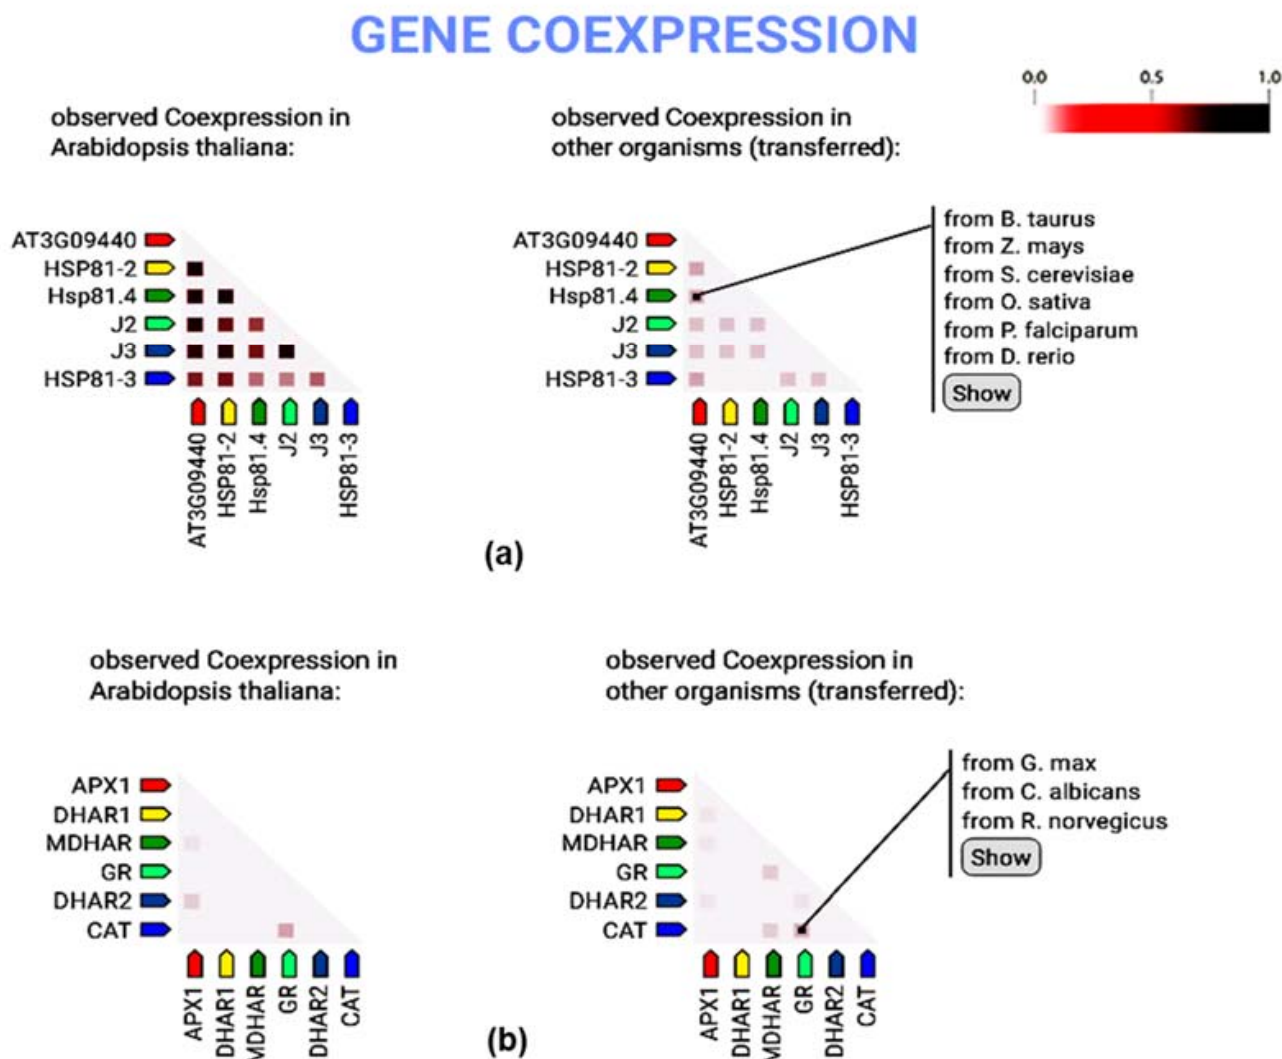 GENE COEXPRESSION
0.0 0.5 1.0
observed Coexpression in
Arabidopsis thaliana:
observed Coexpression in
other organisms (transferred):
AT3G09440
HSP81-2
Hsp81.4
J2
J3
HSP81-3
AT3G09440
HSP81-2
Hsp81.4
J2
J3
HSP81-3
AT3G09440
HSP81-2
Hsp81.4
J2
J3
HSP81-3
AT3G09440
HSP81-2
Hsp81.4
J2
J3
HSP81-3
from B. taurus
from Z. mays
from S. cerevisiae
from O. sativa
from P. falciparum
from D. rerio
Show
(a)
observed Coexpression in
Arabidopsis thaliana:
observed Coexpression in
other organisms (transferred):
APX1
DHAR1
MDHAR
GR
DHAR2
CAT
APX1
DHAR1
MDHAR
GR
DHAR2
CAT
APX1
DHAR1
MDHAR
GR
DHAR2
CAT
APX1
DHAR1
MDHAR
GR
DHAR2
CAT
from G. max
from C. albicans
from R. norvegicus
Show
(b)